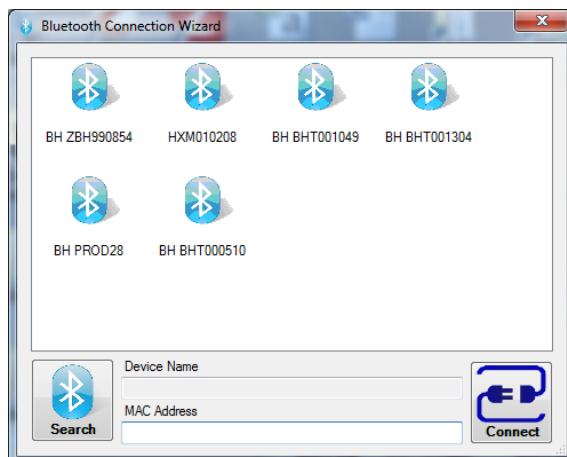 Bluetooth Connection Wizard
BH ZBH990854 HXM010208 BH BHT001049 BH BHT001304
BH PROD28 BH BHT000510
Device Name
MAC Address
Search
Connect